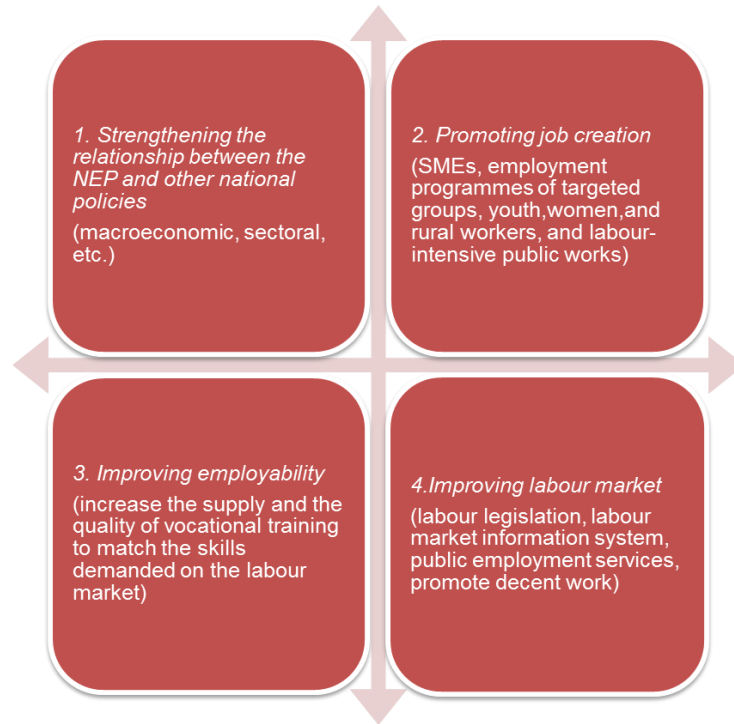 1. Strengthening the
relationship between the
NEP and other national
policies
(macroeconomic, sectoral,
etc.)
2. Promoting job creation
(SMEs, employment
programmes of targeted
groups, youth,women,and
rural workers, and labour-
intensive public works)
3. Improving employability
(increase the supply and the
quality of vocational training
to match the skills
demanded on the labour
market)
4.Improving labour market
(labour legislation, labour
market information system,
public employment services,
promote decent work)